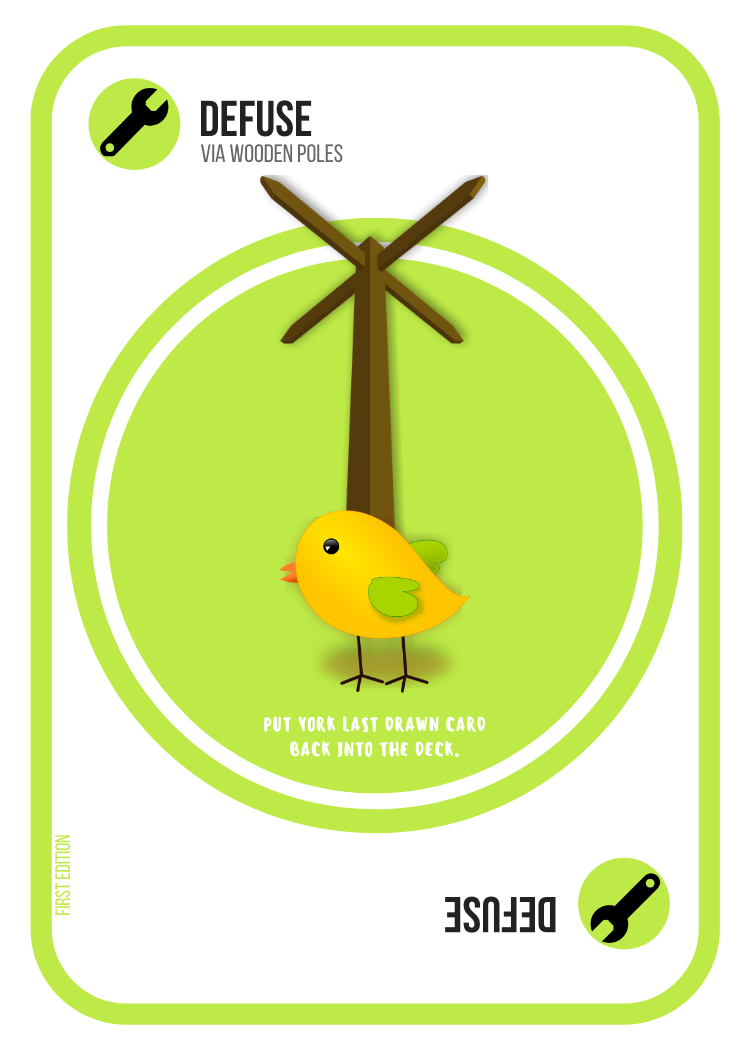 DEFUSE
VIA WOODEN POLES
PUT YORK LAST DRAWN CARD
BACK INTO THE DECK.
FIRST EDITION
DEFUSE